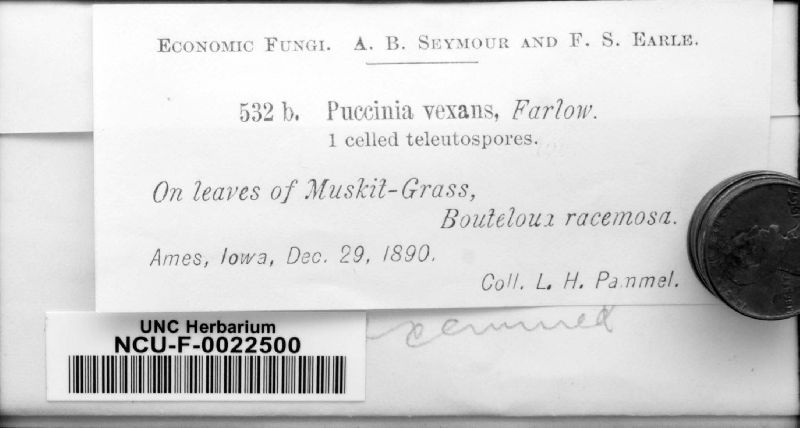 ECONOMIC FUNGI. A. B. SEYMOUR AND F. S. EARLE.
532 b. Puccinia vexans, Farlow.
1 celled teleutospores.
On leaves of Muskit-Grass,
Bouteloua racemosa.
Ames, Iowa, Dec. 29, 1890.
Coll. L. H. Pammel.
UNC Herbarium
NCU-F-0022500